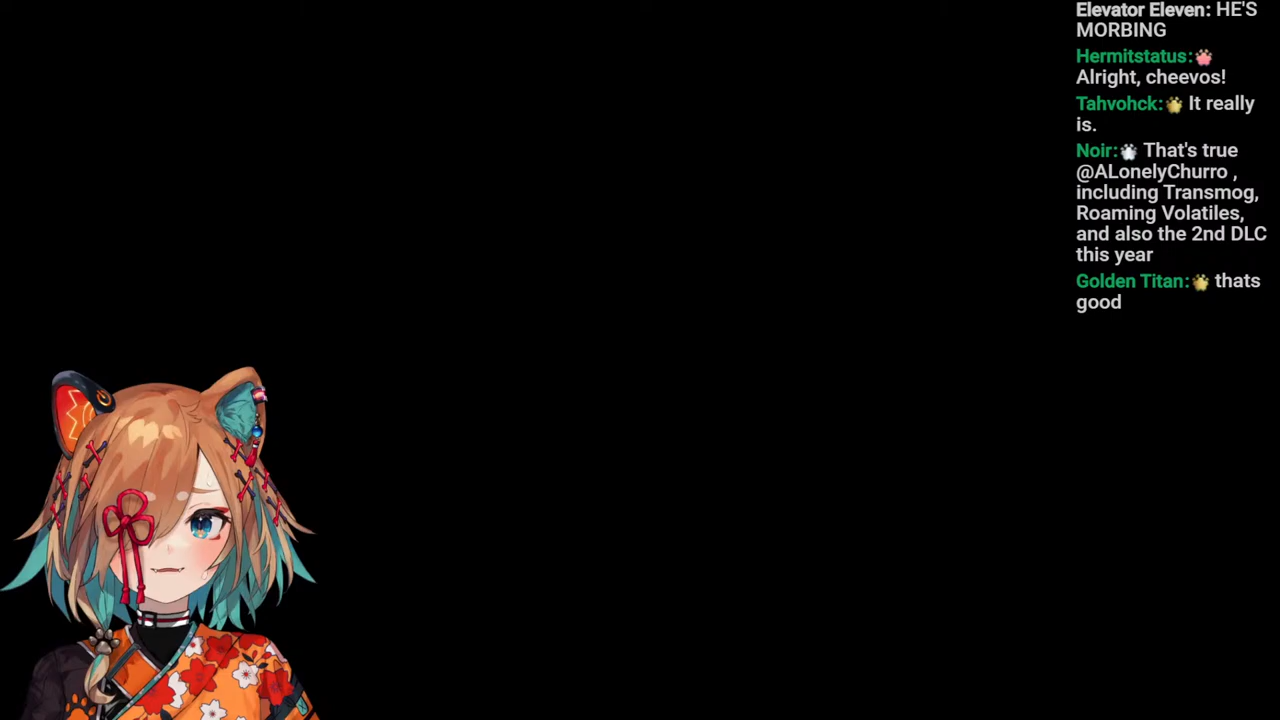 Elevator Eleven: HE'S
MORBING
Hermitstatus:
Alright, cheevos!
Tahvohck: It really
is.
Noir: That's true
@ALonelyChurro ,
including Transmog,
Roaming Volatiles,
and also the 2nd DLC
this year
Golden Titan: thats
good